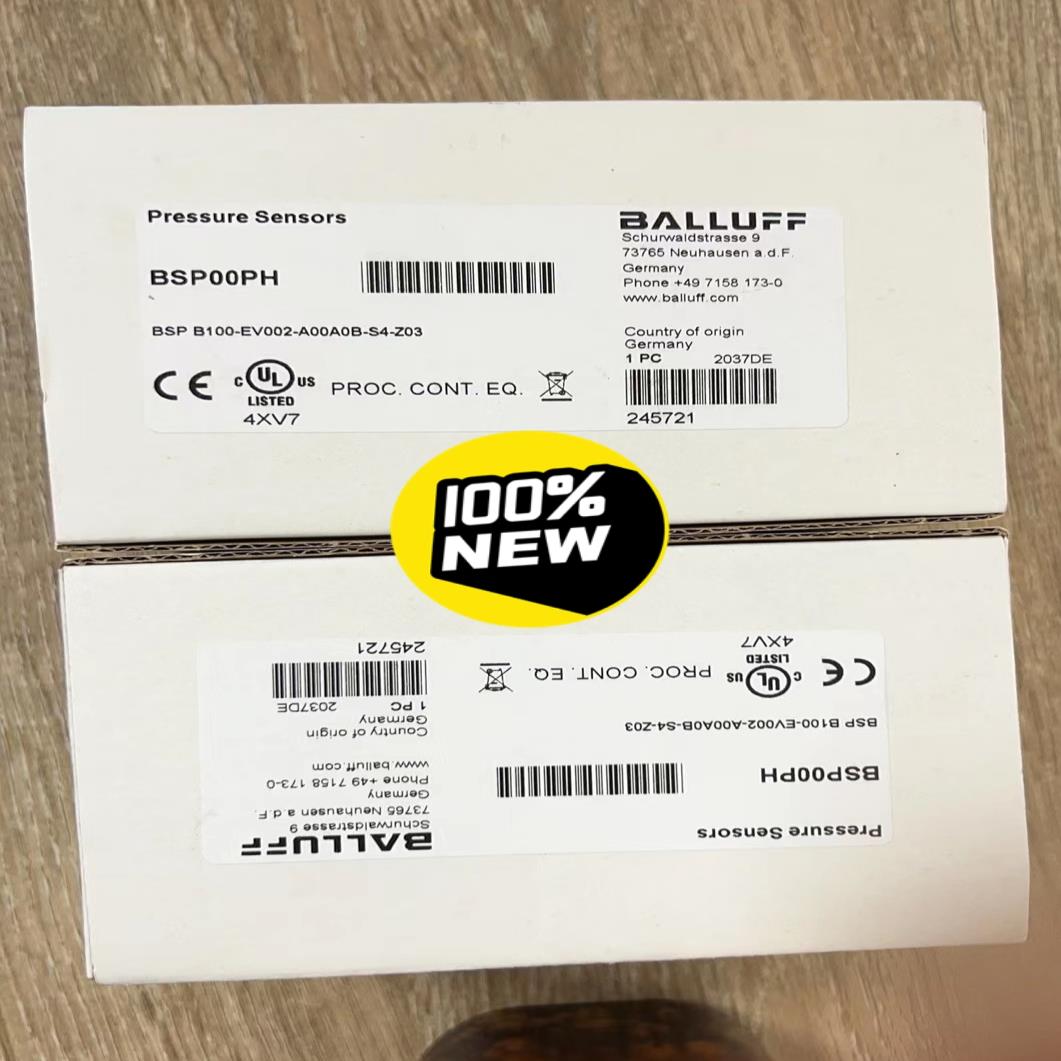 Pressure Sensors
BSP00PH
BSP B100-EV002-A00A0B-S4-Z03
CE
c UL US
LISTED
4XV7
PROC. CONT. EQ.
BALLUFF
Schurwaldstrasse 9
73765 Neuhausen a.d.F.
Germany
Phone +49 7158 173-0
www.balluff.com
Country of origin
Germany
1 PC 2037DE
245721
100%
NEW
Pressure Sensors
BSP00PH
BSP B100-EV002-A00A0B-S4-Z03
CE
c UL US
LISTED
4XV7
PROC. CONT. EQ.
BALLUFF
Schurwaldstrasse 9
73765 Neuhausen a.d.F.
Germany
Phone +49 7158 173-0
www.balluff.com
Country of origin
Germany
1 PC 2037DE
245721